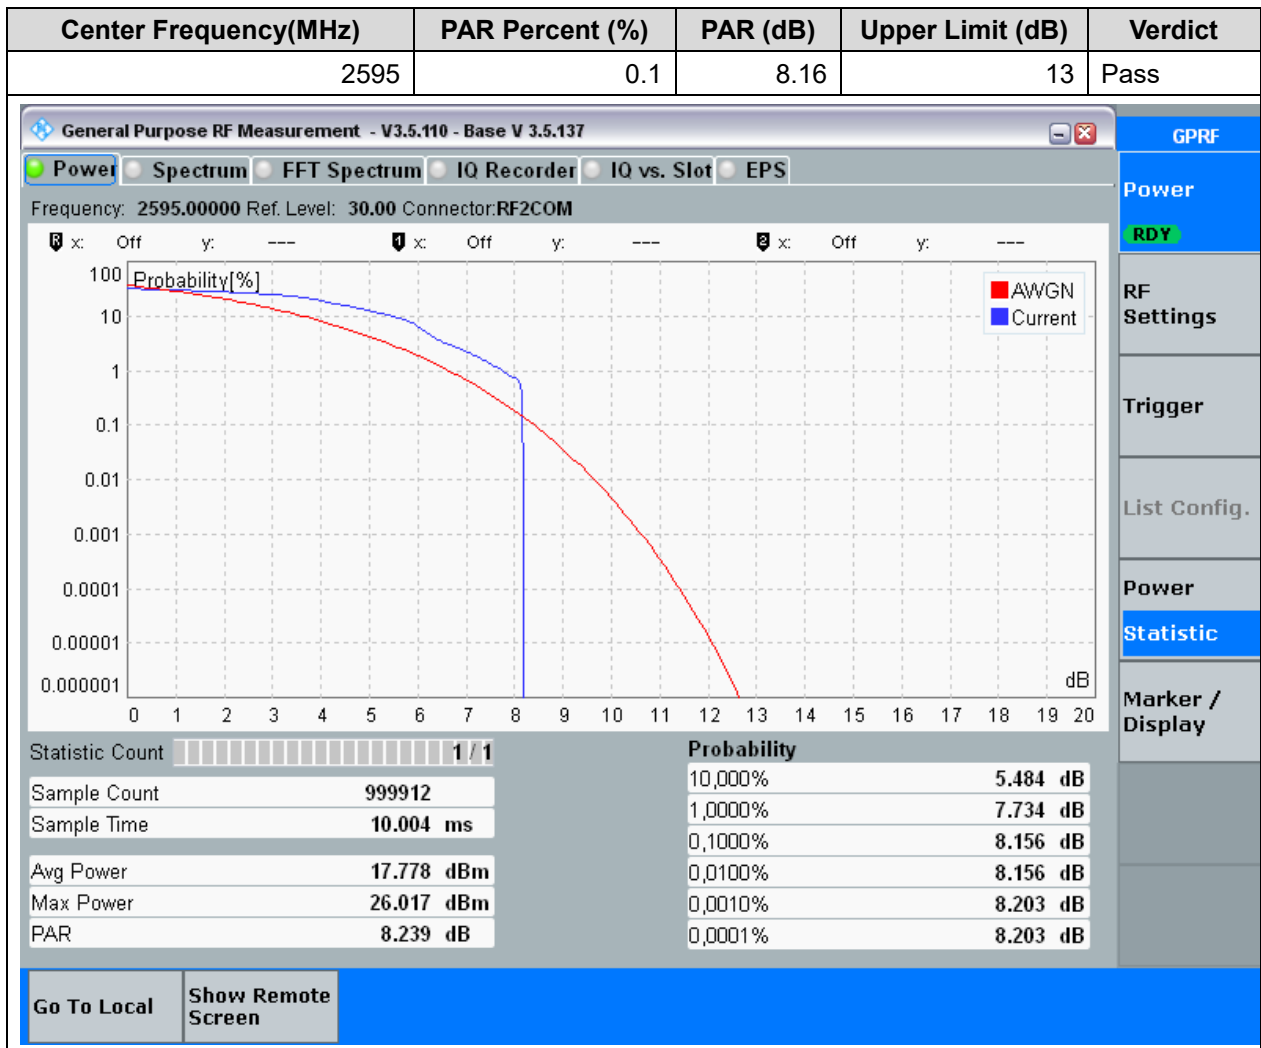 Center Frequency(MHz) PAR Percent (%) PAR (dB) Upper Limit (dB) Verdict
2595 0.1 8.16 13 Pass
General Purpose RF Measurement - V3.5.110 - Base V 3.5.137
GPRF
Power Spectrum FFT Spectrum IQ Recorder IQ vs. Slot EPS
Frequency: 2595.00000 Ref. Level: 30.00 Connector:RF2COM
R x: Off y: --- 1 x: Off y: --- 2 x: Off y: ---
Probability[%]
100
10
1
0.1
0.01
0.001
0.0001
0.00001
0.000001
AWGN
Current
dB
0 1 2 3 4 5 6 7 8 9 10 11 12 13 14 15 16 17 18 19 20
Statistic Count 1 / 1
Sample Count 999912
Sample Time 10.004 ms
Avg Power 17.778 dBm
Max Power 26.017 dBm
PAR 8.239 dB
Probability
10,000% 5.484 dB
1,0000% 7.734 dB
0,1000% 8.156 dB
0,0100% 8.156 dB
0,0010% 8.203 dB
0,0001% 8.203 dB
Power
RDY
RF
Settings
Trigger
List Config.
Power
Statistic
Marker /
Display
Go To Local
Show Remote
Screen